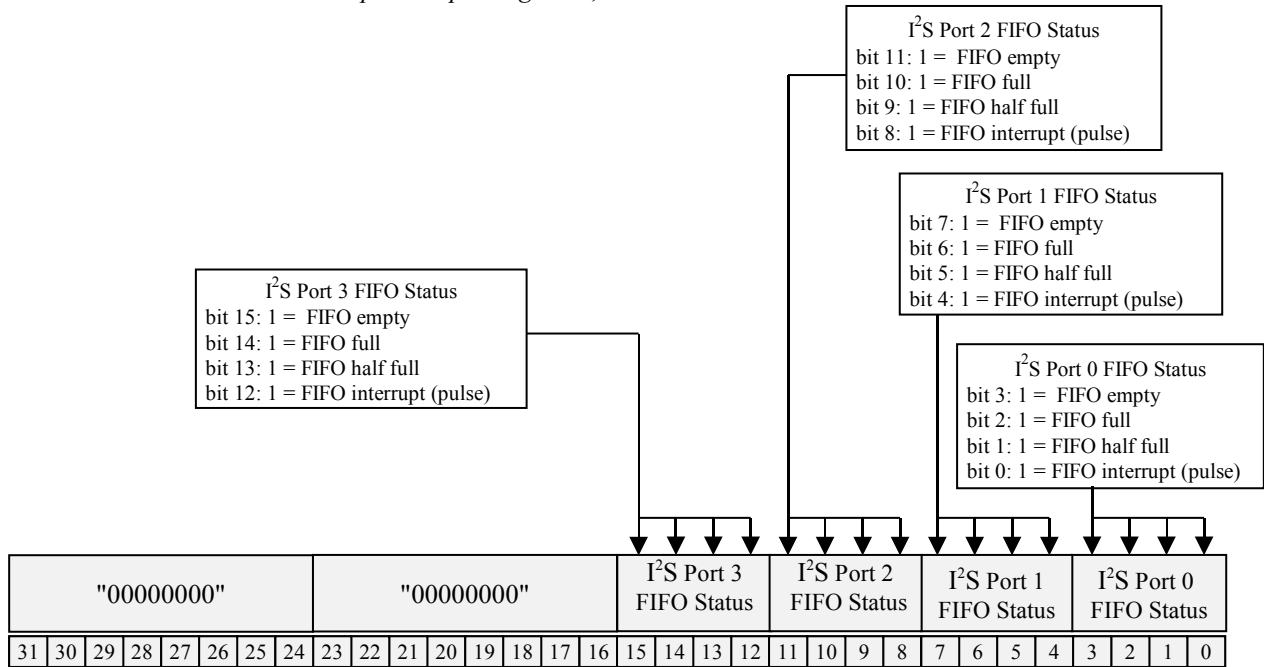 I²S Port 2 FIFO Status
bit 11: 1 = FIFO empty
bit 10: 1 = FIFO full
bit 9: 1 = FIFO half full
bit 8: 1 = FIFO interrupt (pulse)
I²S Port 1 FIFO Status
bit 7: 1 = FIFO empty
bit 6: 1 = FIFO full
bit 5: 1 = FIFO half full
bit 4: 1 = FIFO interrupt (pulse)
I²S Port 3 FIFO Status
bit 15: 1 = FIFO empty
bit 14: 1 = FIFO full
bit 13: 1 = FIFO half full
bit 12: 1 = FIFO interrupt (pulse)
I²S Port 0 FIFO Status
bit 3: 1 = FIFO empty
bit 2: 1 = FIFO full
bit 1: 1 = FIFO half full
bit 0: 1 = FIFO interrupt (pulse)
"00000000"
"00000000"
I²S Port 3
FIFO Status
I²S Port 2
FIFO Status
I²S Port 1
FIFO Status
I²S Port 0
FIFO Status
31 30 29 28 27 26 25 24 23 22 21 20 19 18 17 16 15 14 13 12 11 10 9 8 7 6 5 4 3 2 1 0